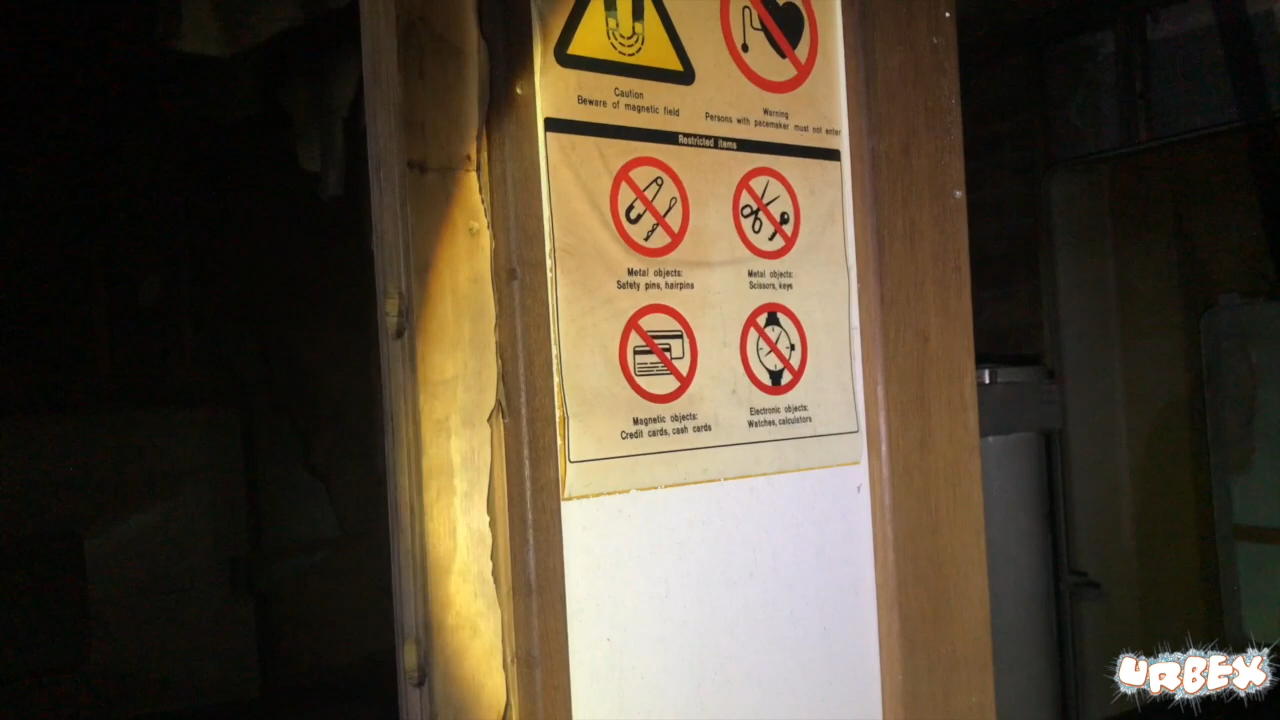 Caution
Beware of magnetic field
Warning
Persons with pacemaker must not enter
Restricted items
Metal objects:
Safety pins, hairpins
Metal objects:
Scissors, keys
Magnetic objects:
Credit cards, cash cards
Electronic objects:
Watches, calculators
URBEX